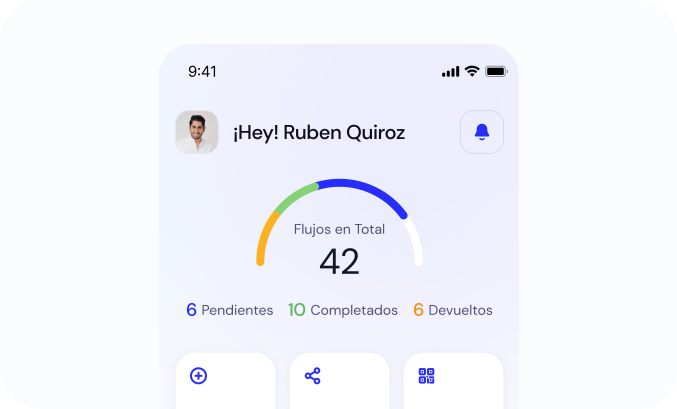 9:41
¡Hey! Ruben Quiroz
Flujos en Total
42
6 Pendientes 10 Completados 6 Devueltos